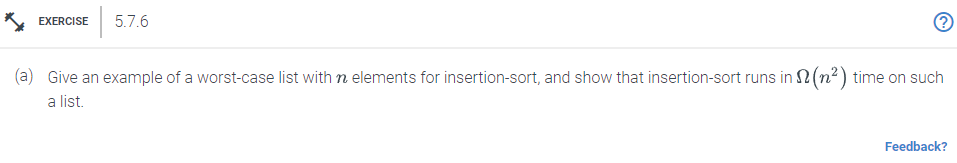 EXERCISE 5.7.6
(a) Give an example of a worst-case list with n elements for insertion-sort, and show that insertion-sort runs in Ω(n²) time on such
a list.
Feedback?